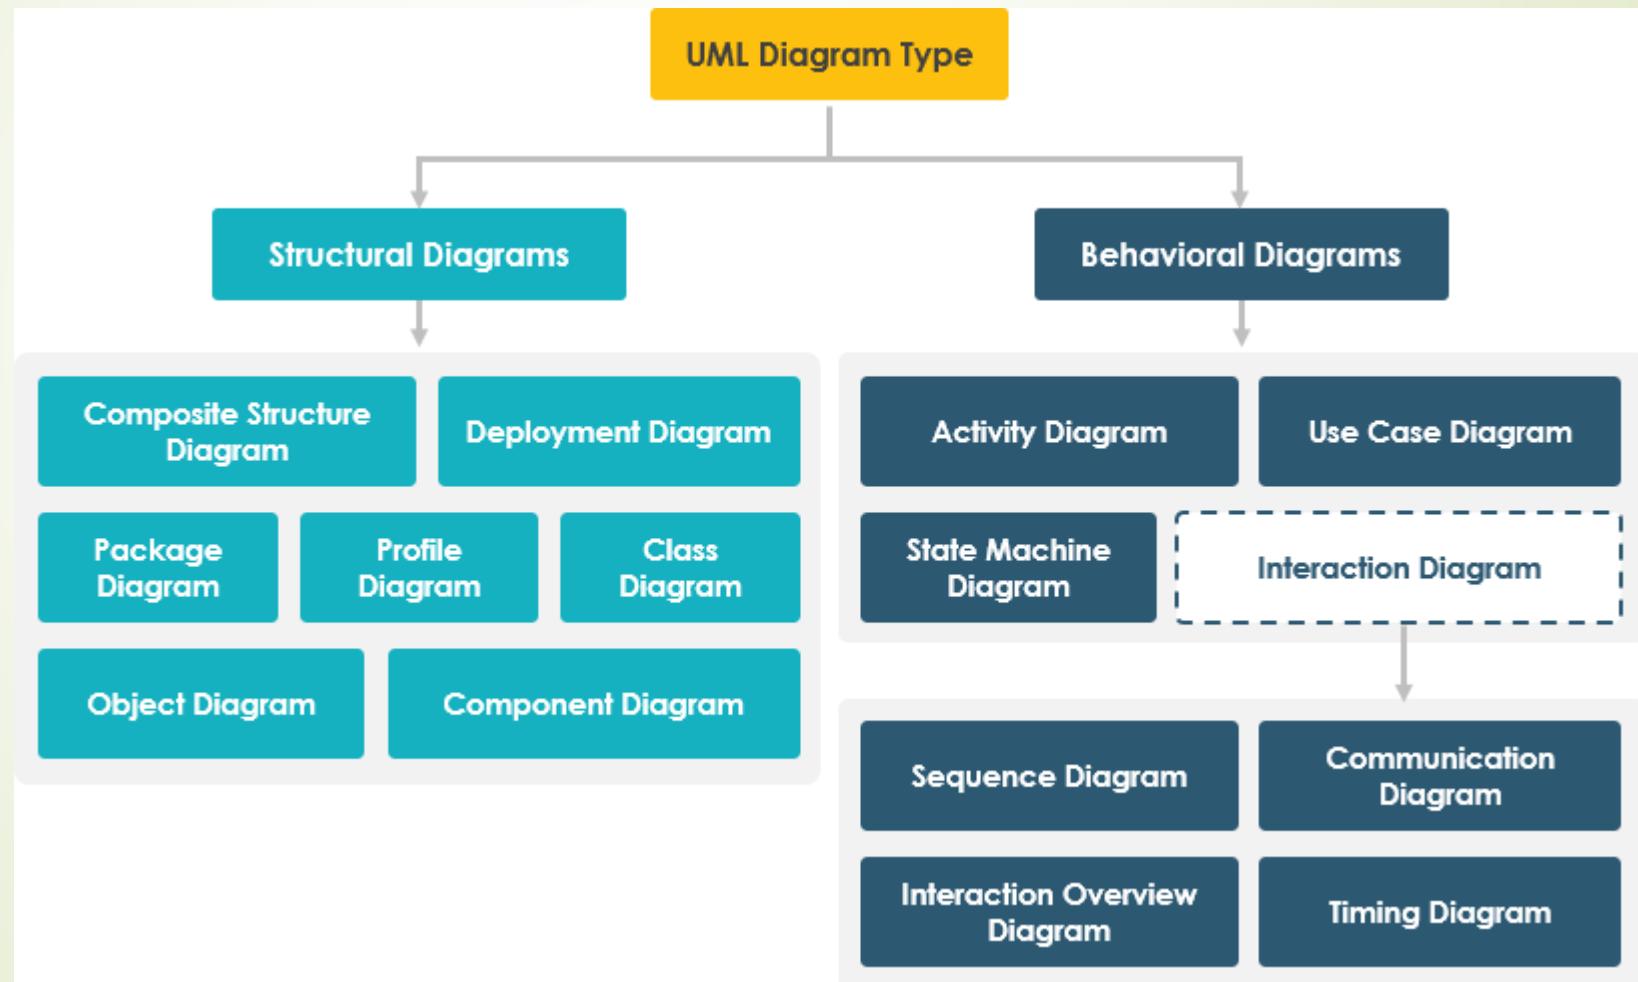 UML Diagram Type
Structural Diagrams
Behavioral Diagrams
Composite Structure
Diagram
Deployment Diagram
Package
Diagram
Profile
Diagram
Class
Diagram
Object Diagram
Component Diagram
Activity Diagram
Use Case Diagram
State Machine
Diagram
Interaction Diagram
Sequence Diagram
Communication
Diagram
Interaction Overview
Diagram
Timing Diagram